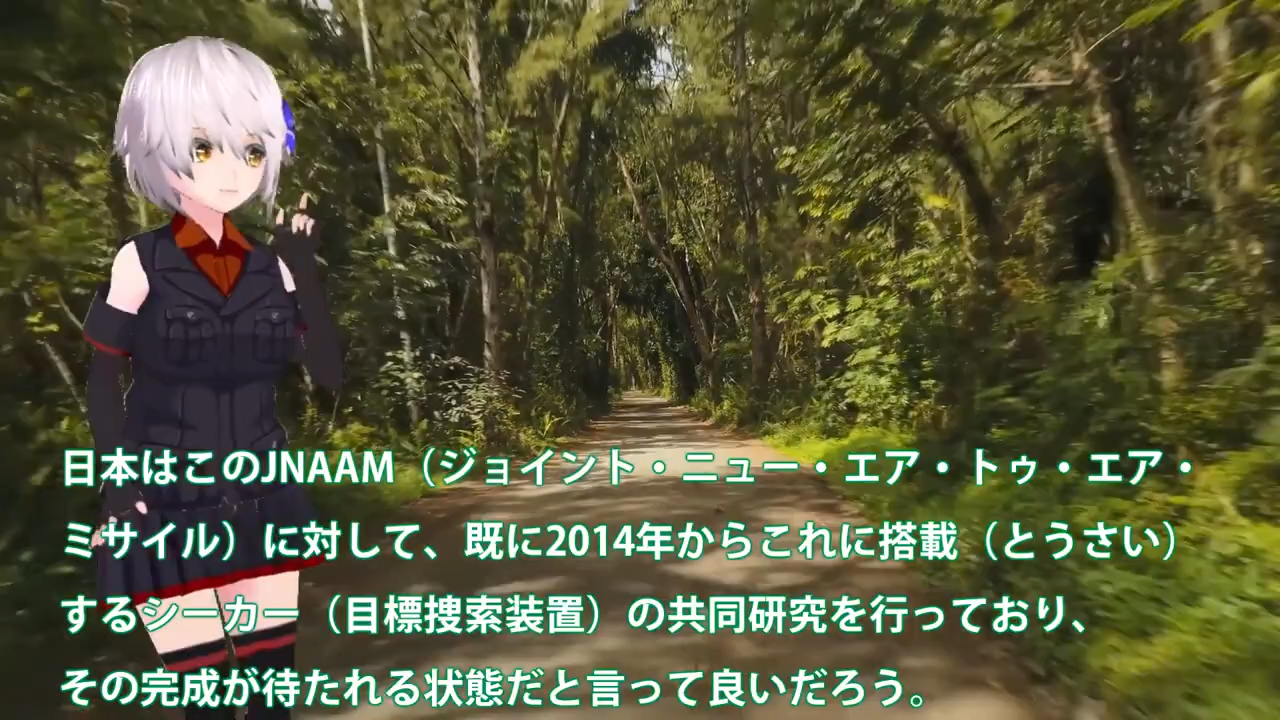 日本はこのJNAAM（ジョイント・ニュー・エア・トゥ・エア・
ミサイル）に対して、既に2014年からこれに搭載（とうさい）
するシーカー（目標捜索装置）の共同研究を行っており、
その完成が待たれる状態だと言って良いだろう。